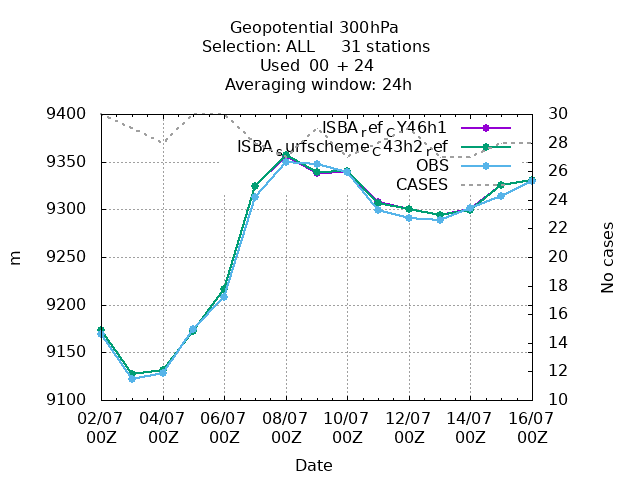 Geopotential 300hPa
Selection: ALL 31 stations
Used 00 + 24
Averaging window: 24h
ISBA_ref_CY46h1
ISBA_surfscheme_c43h2_ref
OBS
CASES
9400
9350
9300
9250
9200
9150
9100
m
30
28
26
24
22
20
18
16
14
12
10
No cases
02/07 04/07 06/07 08/07 10/07 12/07 14/07 16/07
00Z 00Z 00Z 00Z 00Z 00Z 00Z 00Z
Date